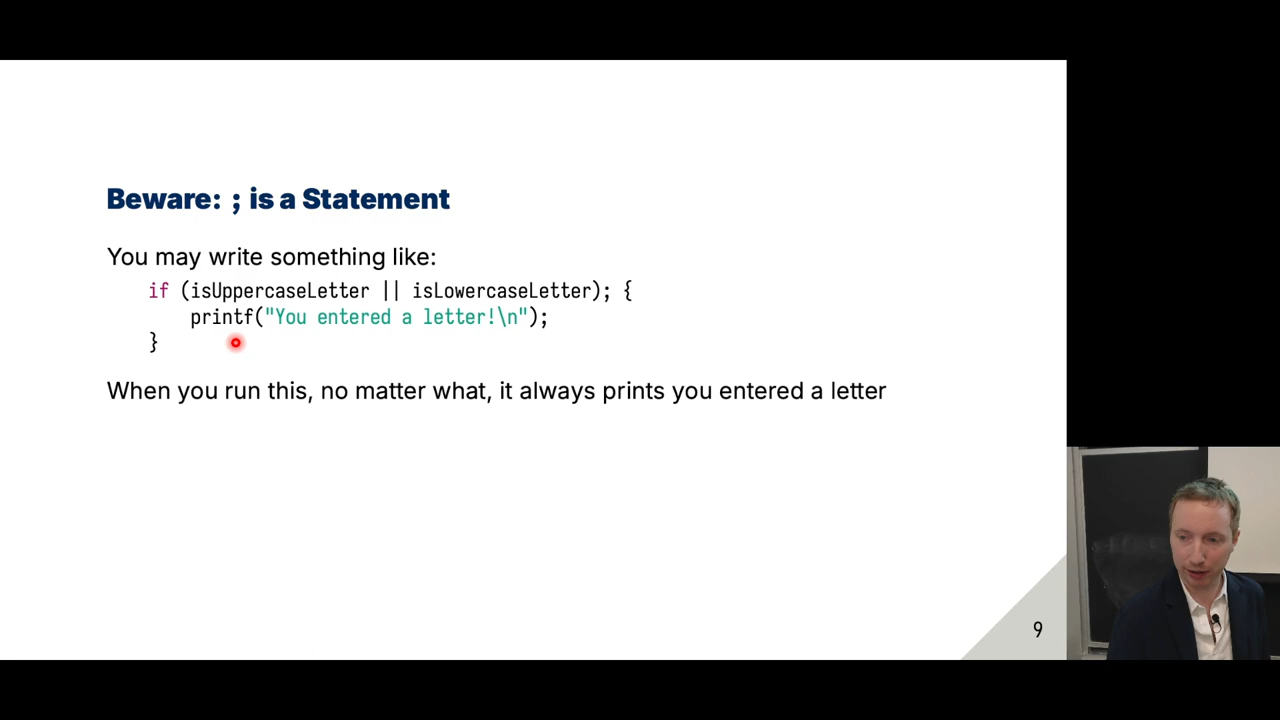 Beware: ; is a Statement
You may write something like:
if (isUppercaseLetter || isLowercaseLetter); {
printf("You entered a letter!\n");
}
When you run this, no matter what, it always prints you entered a letter
9